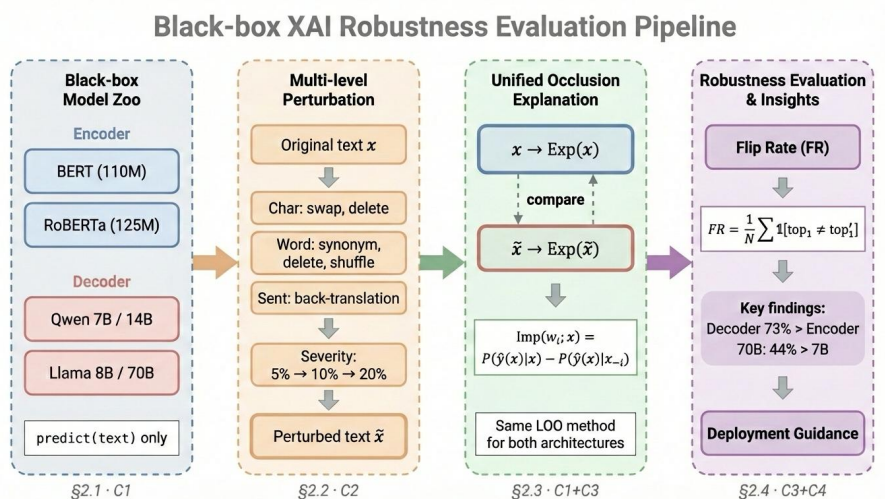 Black-box XAI Robustness Evaluation Pipeline
Black-box
Model Zoo
Encoder
BERT (110M)
RoBERTa (125M)
Decoder
Qwen 7B / 14B
Llama 8B / 70B
predict(text) only
§2.1 · C1
Multi-level
Perturbation
Original text x
Char: swap, delete
Word: synonym,
delete, shuffle
Sent: back-translation
Severity:
5% → 10% → 20%
Perturbed text x̃
§2.2 · C2
Unified Occlusion
Explanation
x → Exp(x)
compare
x̃ → Exp(x̃)
Imp(wᵢ; x) =
P(ŷ(x)|x) − P(ŷ(x)|x₋ᵢ)
Same LOO method
for both architectures
§2.3 · C1+C3
Robustness Evaluation
& Insights
Flip Rate (FR)
FR = 1/N ∑ 𝟙[top₁ ≠ top′₁]
Key findings:
Decoder 73% > Encoder
70B: 44% > 7B
Deployment Guidance
§2.4 · C3+C4